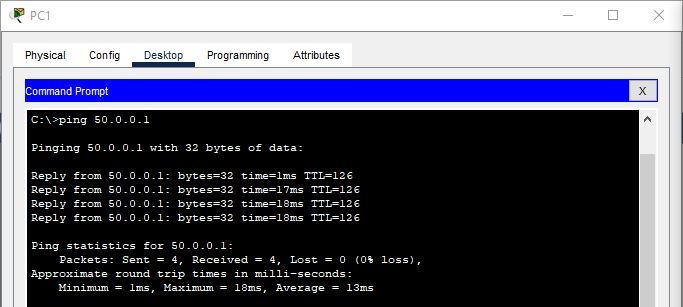 PC1
Physical Config Desktop Programming Attributes
Command Prompt X
C:\>ping 50.0.0.1
Pinging 50.0.0.1 with 32 bytes of data:
Reply from 50.0.0.1: bytes=32 time=1ms TTL=126
Reply from 50.0.0.1: bytes=32 time=17ms TTL=126
Reply from 50.0.0.1: bytes=32 time=18ms TTL=126
Reply from 50.0.0.1: bytes=32 time=18ms TTL=126
Ping statistics for 50.0.0.1:
Packets: Sent = 4, Received = 4, Lost = 0 (0% loss),
Approximate round trip times in milli-seconds:
Minimum = 1ms, Maximum = 18ms, Average = 13ms